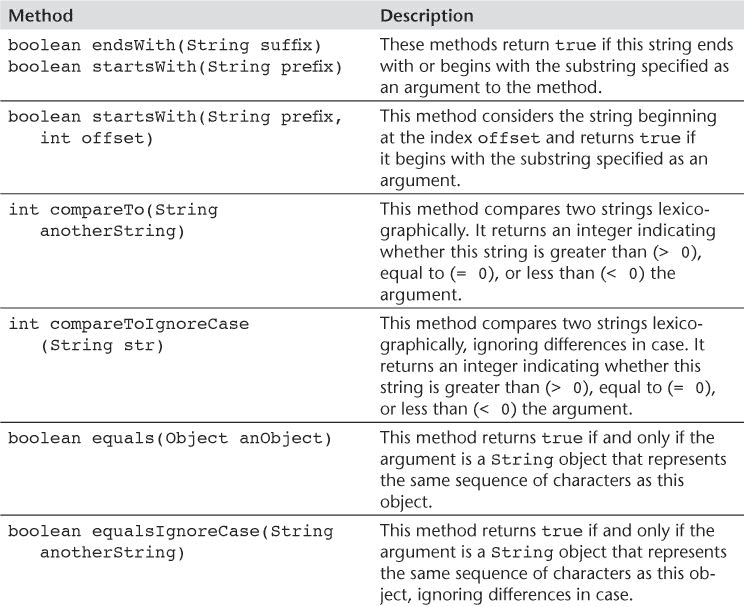 Method Description
boolean endsWith(String suffix)
boolean startsWith(String prefix)
These methods return true if this string ends
with or begins with the substring specified as
an argument to the method.
boolean startsWith(String prefix,
int offset)
This method considers the string beginning
at the index offset and returns true if
it begins with the substring specified as an
argument.
int compareTo(String
anotherString)
This method compares two strings lexico-
graphically. It returns an integer indicating
whether this string is greater than (> 0),
equal to (= 0), or less than (< 0) the
argument.
int compareToIgnoreCase
(String str)
This method compares two strings lexico-
graphically, ignoring differences in case. It
returns an integer indicating whether this
string is greater than (> 0), equal to (= 0),
or less than (< 0) the argument.
boolean equals(Object anObject)
This method returns true if and only if the
argument is a String object that represents
the same sequence of characters as this
object.
boolean equalsIgnoreCase(String
anotherString)
This method returns true if and only if the
argument is a String object that represents
the same sequence of characters as this ob-
ject, ignoring differences in case.